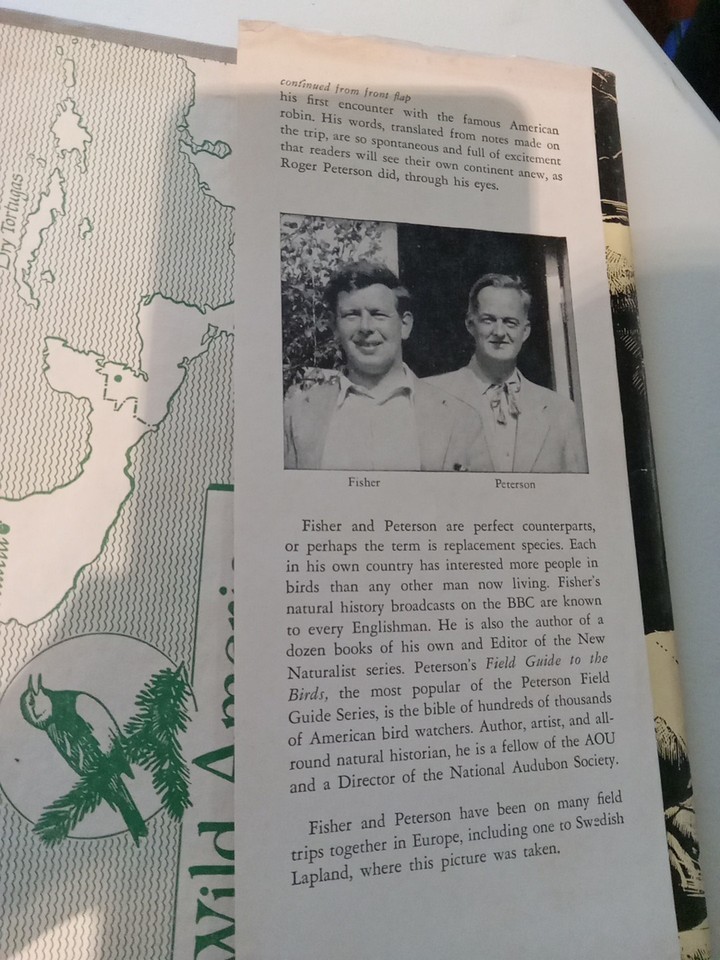 continued from front flap
his first encounter with the famous American
robin. His words, translated from notes made on
the trip, are so spontaneous and full of excitement
that readers will see their own continent anew, as
Roger Peterson did, through his eyes.
Fisher
Peterson
Fisher and Peterson are perfect counterparts,
or perhaps the term is replacement species. Each
in his own country has interested more people in
birds than any other man now living. Fisher's
natural history broadcasts on the BBC are known
to every Englishman. He is also the author of a
dozen books of his own and Editor of the New
Naturalist series. Peterson's Field Guide to the
Birds, the most popular of the Peterson Field
Guide Series, is the bible of hundreds of thousands
of American bird watchers. Author, artist, and all-
round natural historian, he is a fellow of the AOU
and a Director of the National Audubon Society.
Fisher and Peterson have been on many field
trips together in Europe, including one to Swedish
Lapland, where this picture was taken.
Dry Tortugas
Wild America